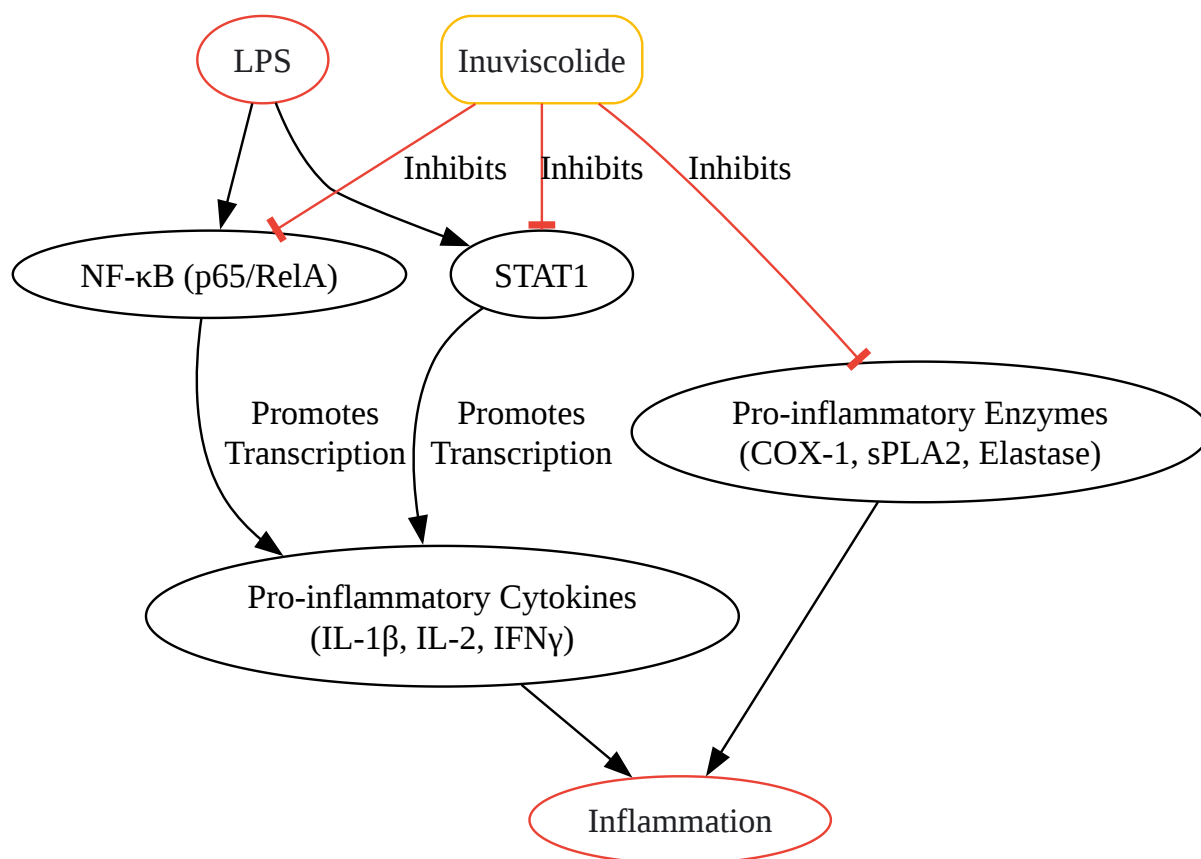 LPS
Inuviscolide
Inhibits
Inhibits
Inhibits
NF-κB (p65/RelA)
STAT1
Promotes
Transcription
Promotes
Transcription
Pro-inflammatory Enzymes
(COX-1, sPLA2, Elastase)
Pro-inflammatory Cytokines
(IL-1β, IL-2, IFNγ)
Inflammation